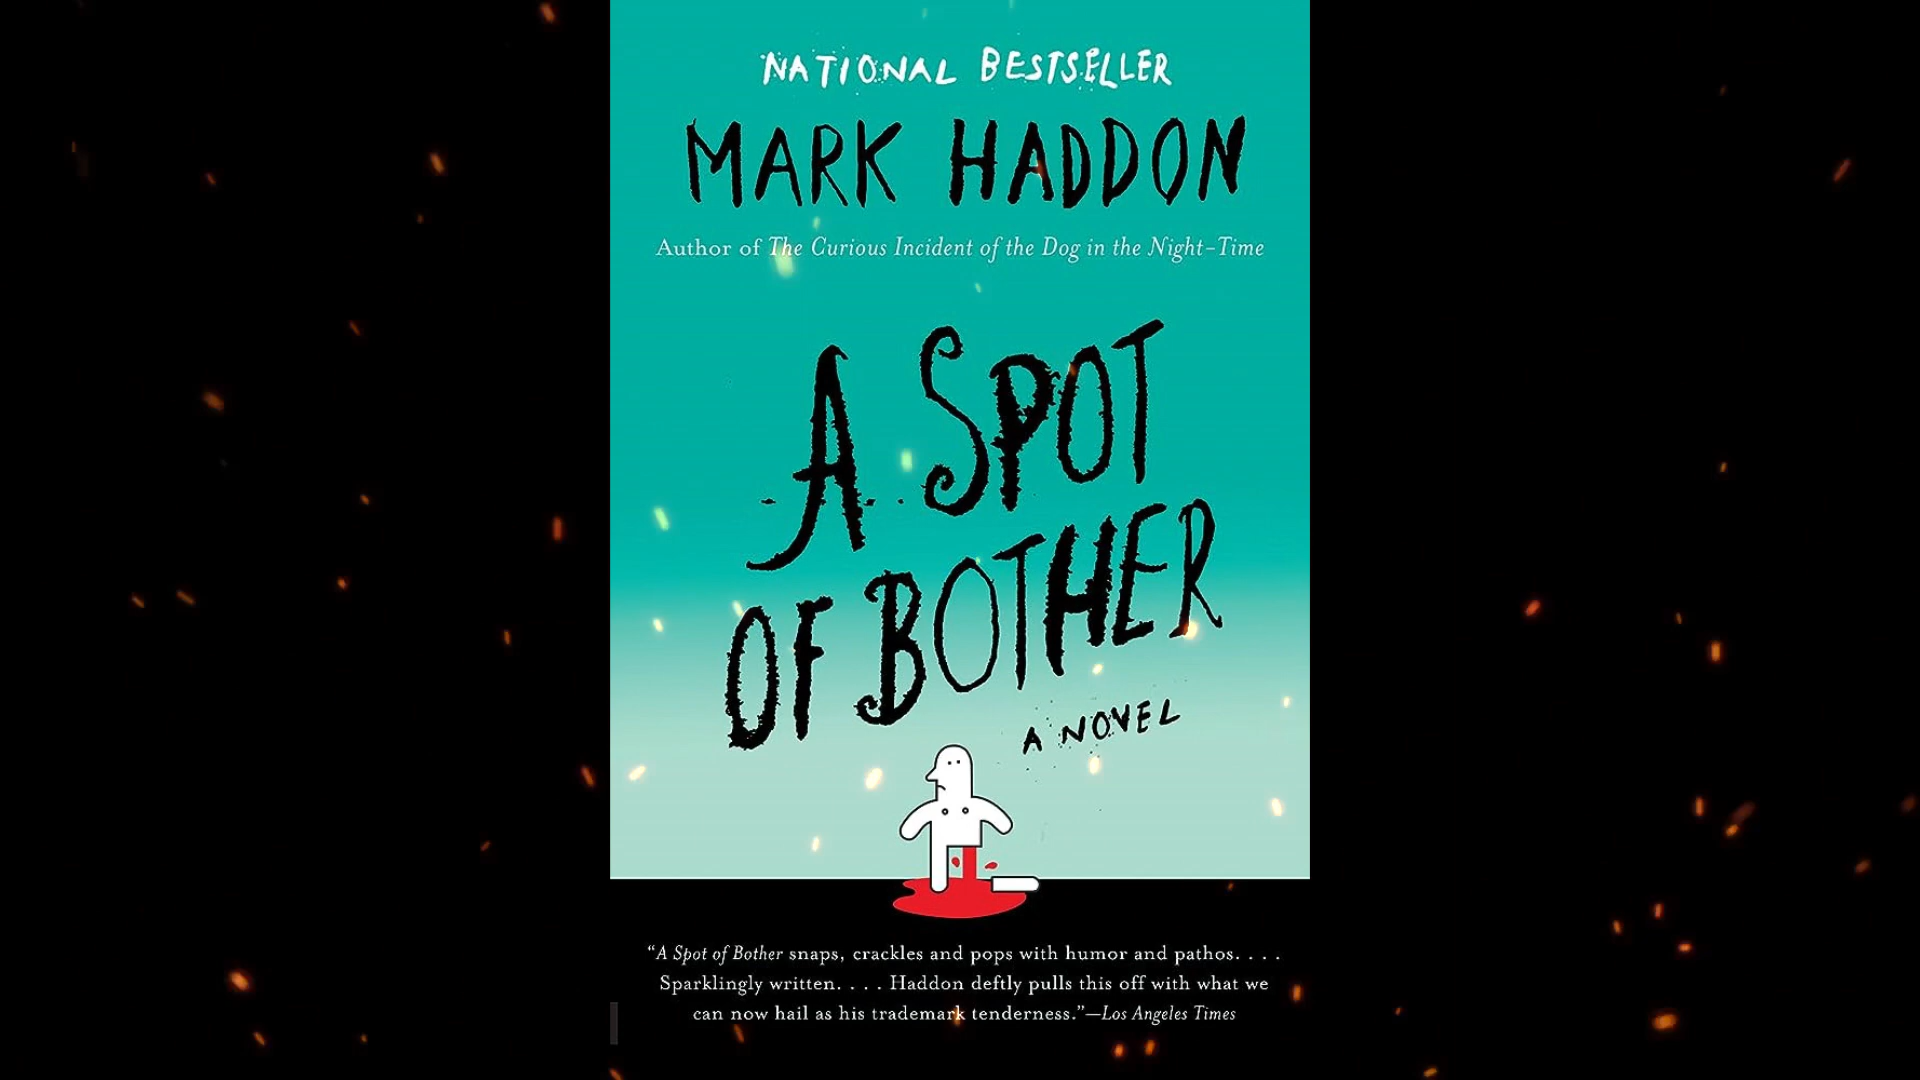 NATIONAL BESTSELLER
MARK HADDON
Author of The Curious Incident of the Dog in the Night-Time
A SPOT
OF BOTHER
A NOVEL
“A Spot of Bother snaps, crackles and pops with humor and pathos. . . .
Sparklingly written. . . . Haddon deftly pulls this off with what we
can now hail as his trademark tenderness.”—Los Angeles Times